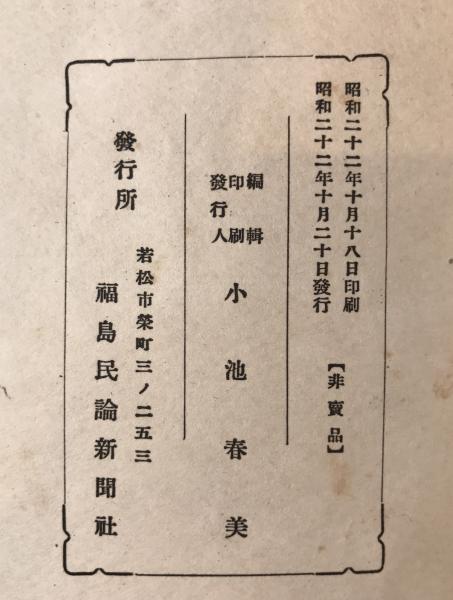 昭和二十二年十月十八日印刷
昭和二十二年十月二十日發行
【非賣品】
編輯
印刷
發行人
小池春美
若松市榮町三ノ二五三
發行所
福島民論新聞社